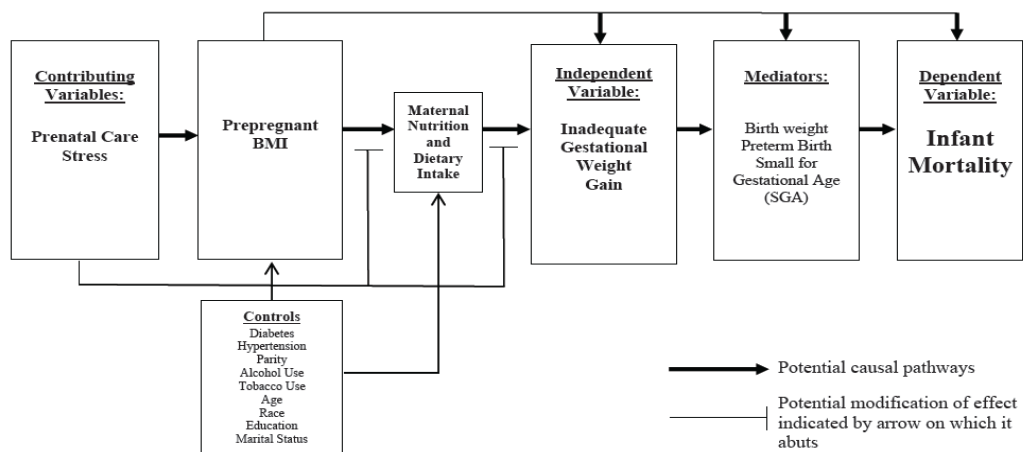 Contributing
Variables:
Prenatal Care
Stress
Prepregnant
BMI
Maternal
Nutrition
and
Dietary
Intake
Independent
Variable:
Inadequate
Gestational
Weight
Gain
Mediators:
Birth weight
Preterm Birth
Small for
Gestational Age
(SGA)
Dependent
Variable:
Infant
Mortality
Controls
Diabetes
Hypertension
Parity
Alcohol Use
Tobacco Use
Age
Race
Education
Marital Status
Potential causal pathways
Potential modification of effect
indicated by arrow on which it
abuts